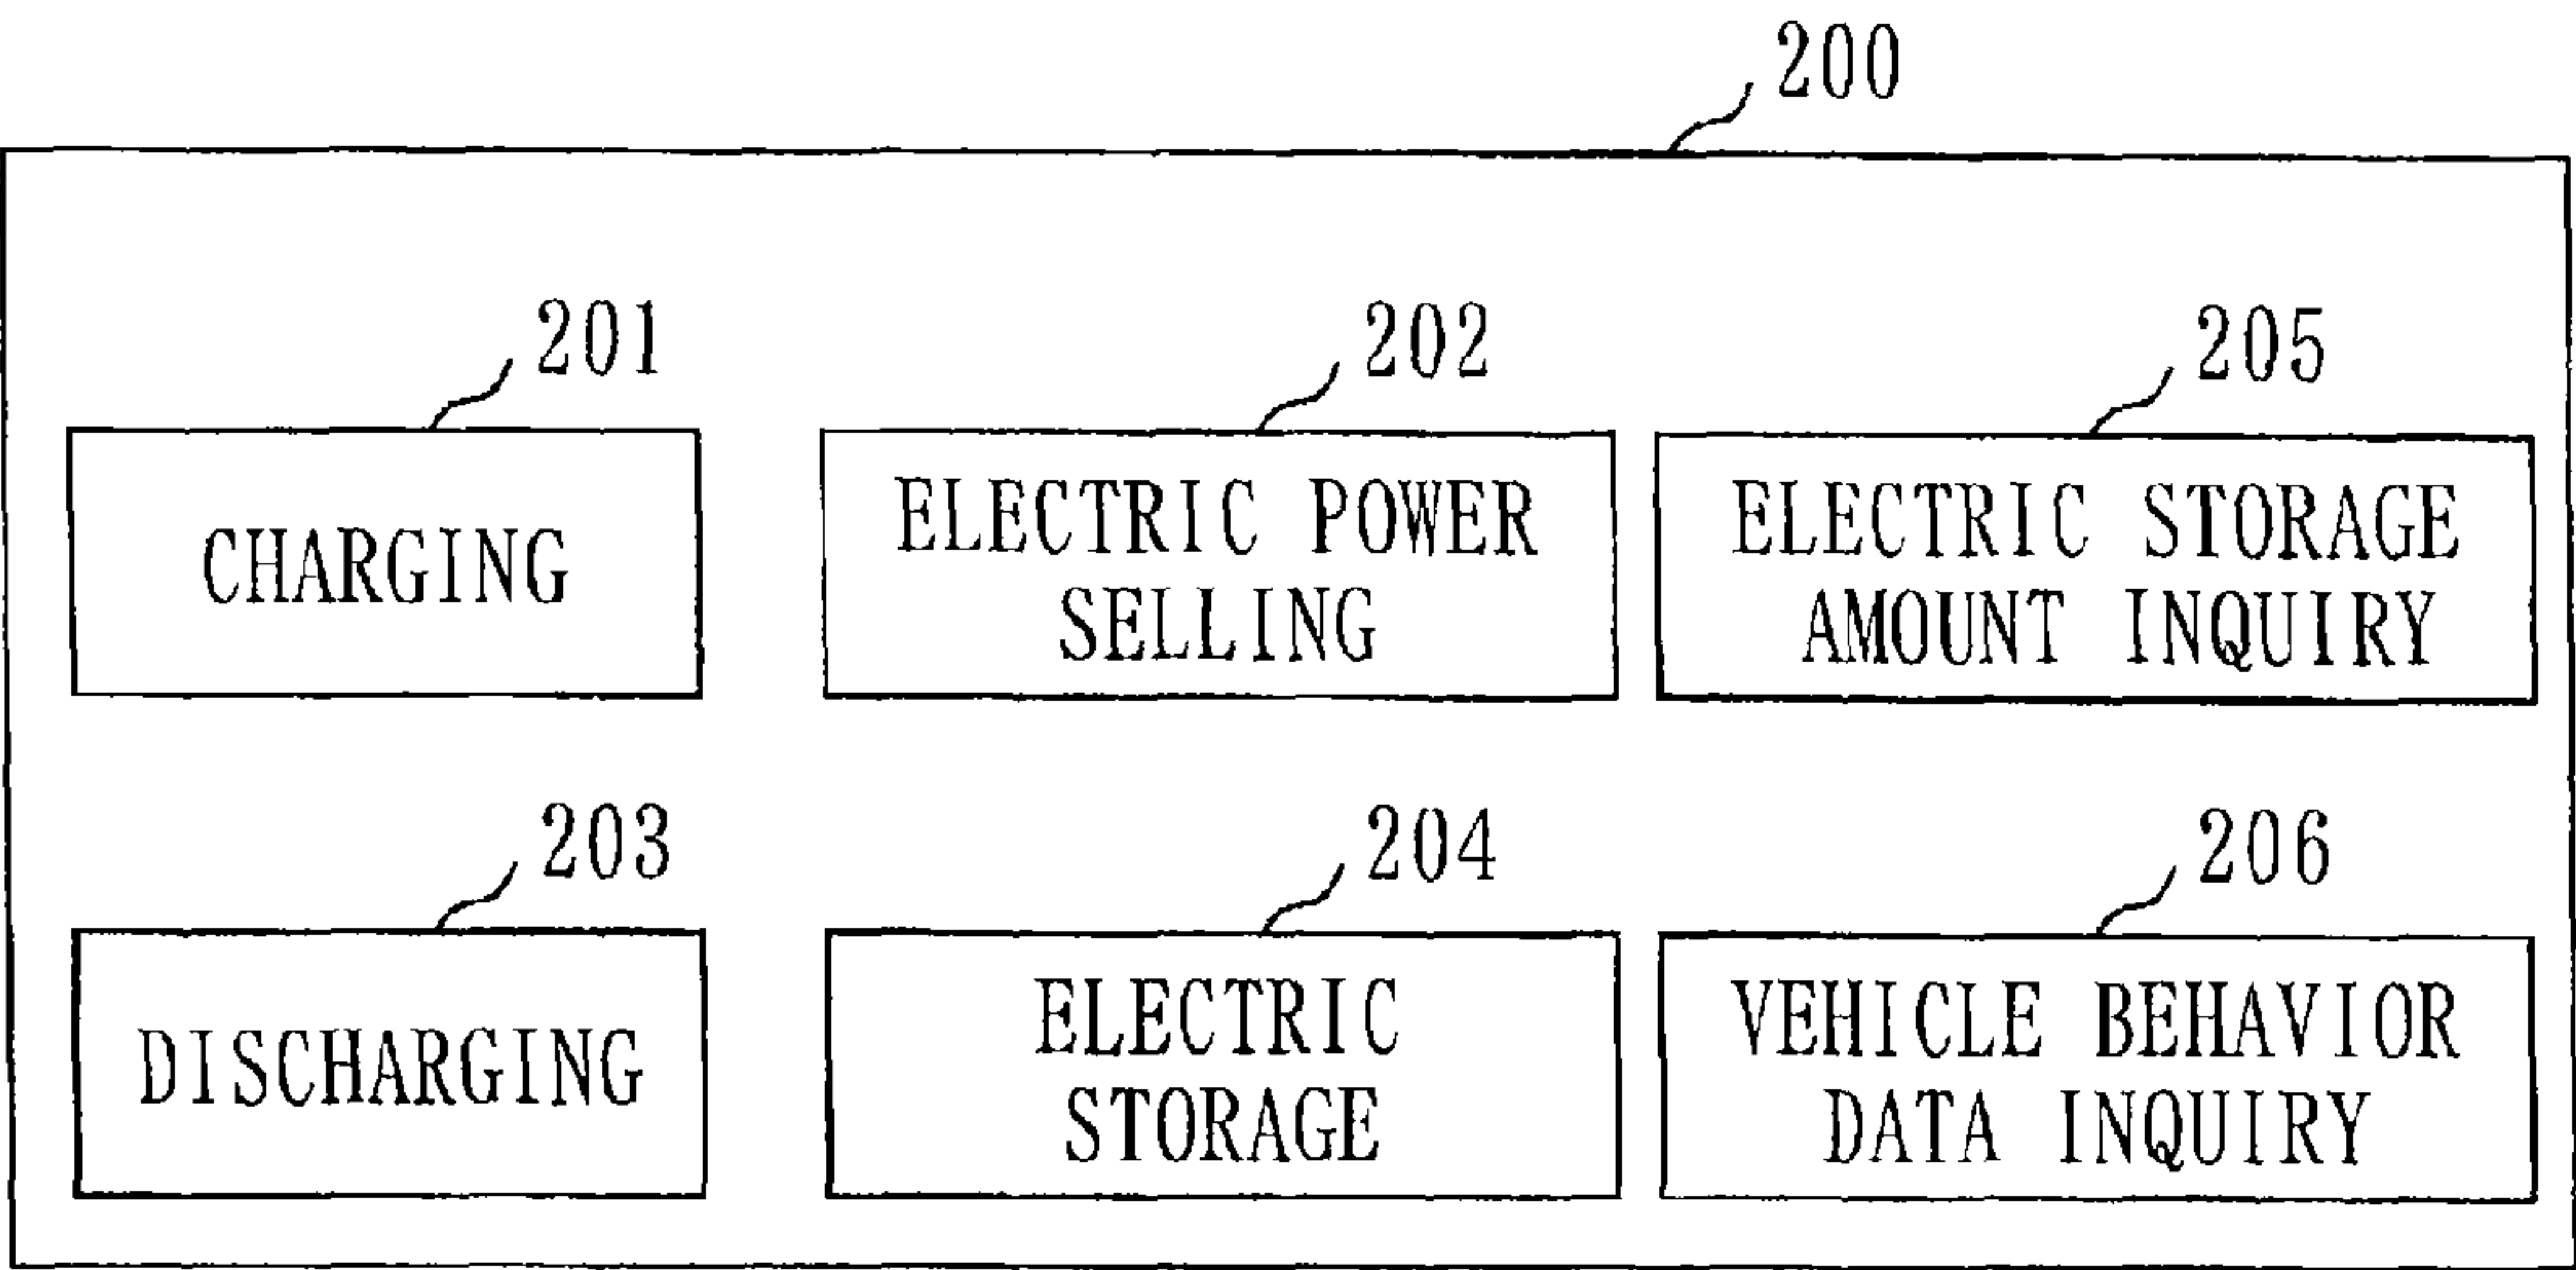 200
201
CHARGING
202
ELECTRIC POWER
SELLING
205
ELECTRIC STORAGE
AMOUNT INQUIRY
203
DISCHARGING
204
ELECTRIC
STORAGE
206
VEHICLE BEHAVIOR
DATA INQUIRY